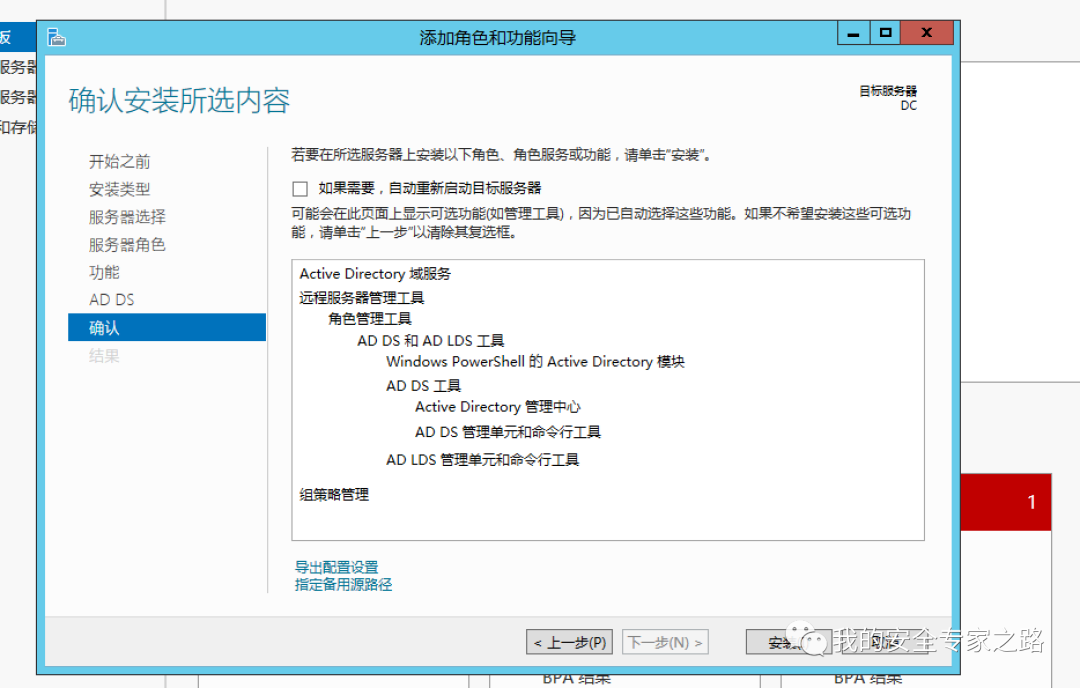 添加角色和功能向导
板
服务器
服务器
和存储
确认安装所选内容
目标服务器
DC
开始之前
安装类型
服务器选择
服务器角色
功能
AD DS
确认
结果
若要在所选服务器上安装以下角色、角色服务或功能，请单击"安装"。
如果需要，自动重新启动目标服务器
可能会在此页面上显示可选功能(如管理工具)，因为已自动选择这些功能。如果不希望安装这些可选功
能，请单击"上一步"以清除其复选框。
Active Directory 域服务
远程服务器管理工具
角色管理工具
AD DS 和 AD LDS 工具
Windows PowerShell 的 Active Directory 模块
AD DS 工具
Active Directory 管理中心
AD DS 管理单元和命令行工具
AD LDS 管理单元和命令行工具
组策略管理
导出配置设置
指定备用源路径
1
< 上一步(P)
下一步(N) >
安装
取消
我的安全专家之路
BPA 结果
BPA 结果